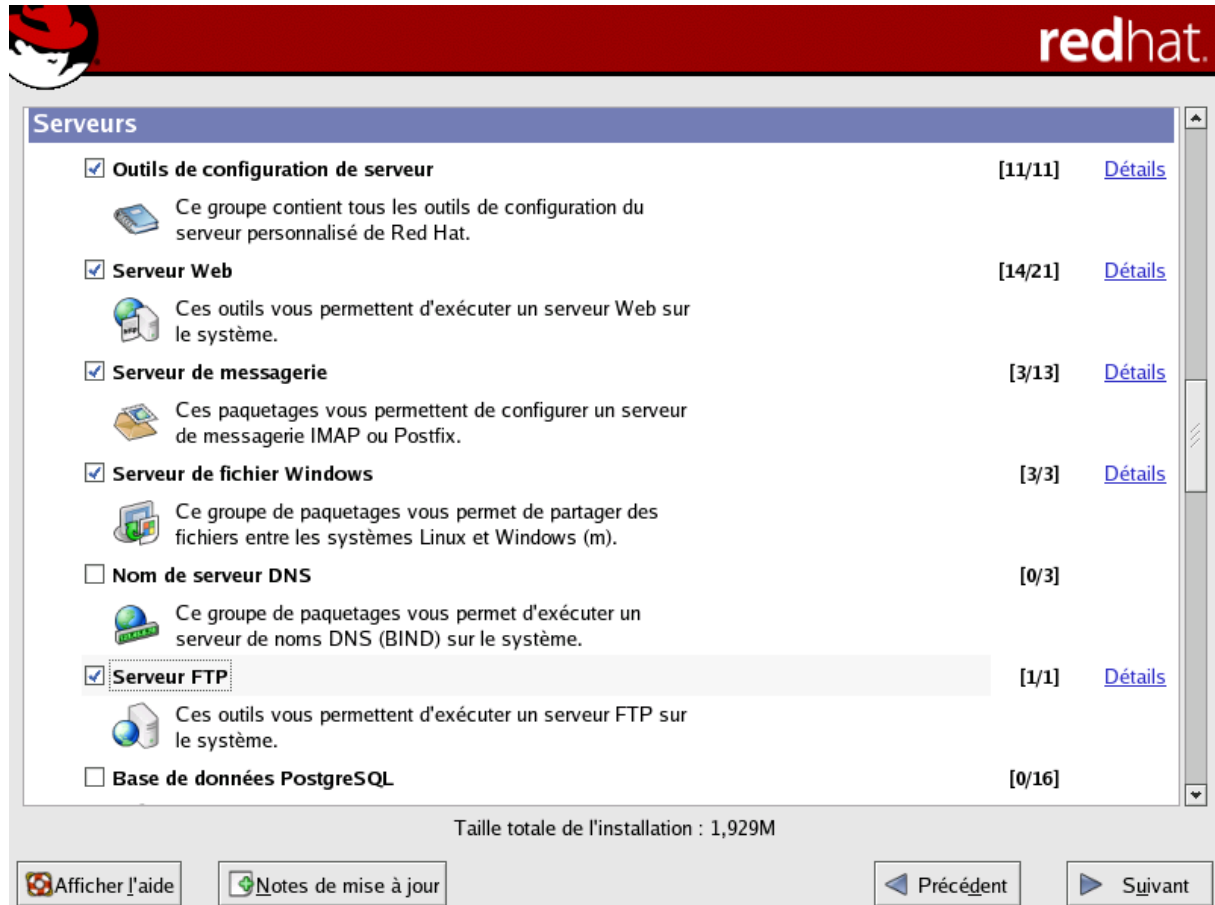 redhat.
Serveurs
Outils de configuration de serveur [11/11] Détails
Ce groupe contient tous les outils de configuration du
serveur personnalisé de Red Hat.
Serveur Web [14/21] Détails
Ces outils vous permettent d'exécuter un serveur Web sur
le système.
Serveur de messagerie [3/13] Détails
Ces paquetages vous permettent de configurer un serveur
de messagerie IMAP ou Postfix.
Serveur de fichier Windows [3/3] Détails
Ce groupe de paquetages vous permet de partager des
fichiers entre les systèmes Linux et Windows (m).
Nom de serveur DNS [0/3]
Ce groupe de paquetages vous permet d'exécuter un
serveur de noms DNS (BIND) sur le système.
Serveur FTP [1/1] Détails
Ces outils vous permettent d'exécuter un serveur FTP sur
le système.
Base de données PostgreSQL [0/16]
Taille totale de l'installation : 1,929M
Afficher l'aide Notes de mise à jour Précédent Suivant